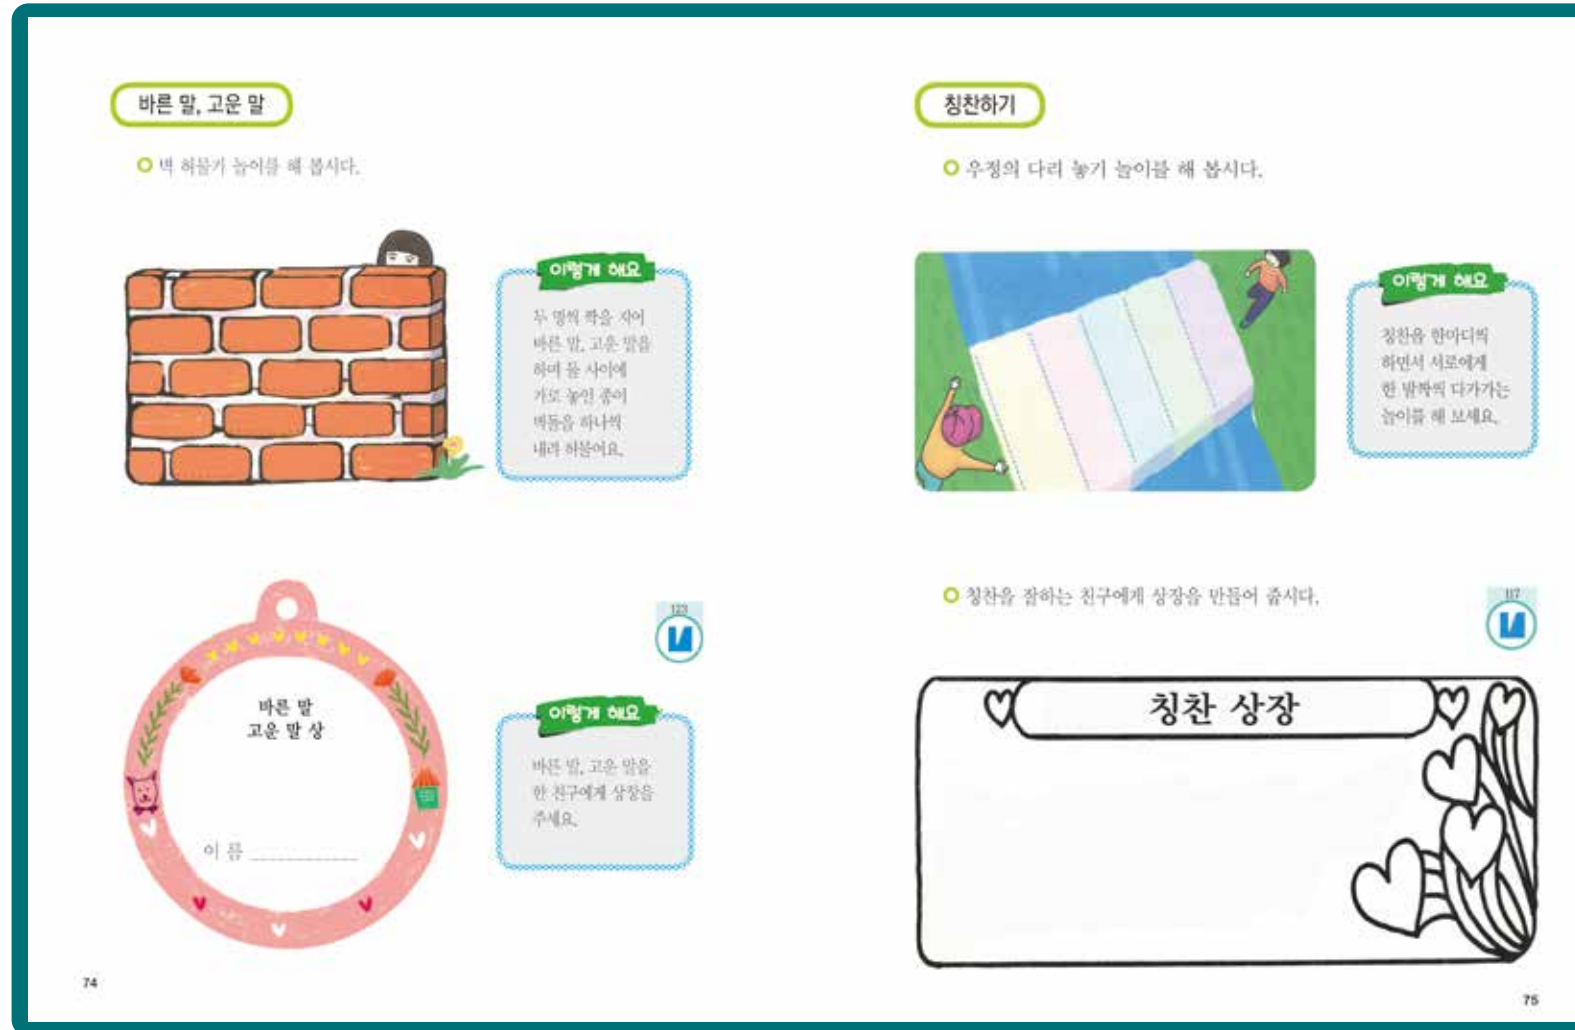 바른 말, 고운 말
벽 허물기 놀이를 해 봅시다.
이렇게 해요
두 명씩 짝을 지어
바른 말, 고운 말을
하며 둘 사이에
가로 놓인 종이
벽돌을 하나씩
내려 허물어요.
123
바른 말
고운 말 상
이 름
이렇게 해요
바른 말, 고운 말을
한 친구에게 상장을
주세요.
74
칭찬하기
우정의 다리 놓기 놀이를 해 봅시다.
이렇게 해요
칭찬을 한마디씩
하면서 서로에게
한 발짝씩 다가가는
놀이를 해 보세요.
칭찬을 잘하는 친구에게 상장을 만들어 줍시다.
117
칭찬 상장
75